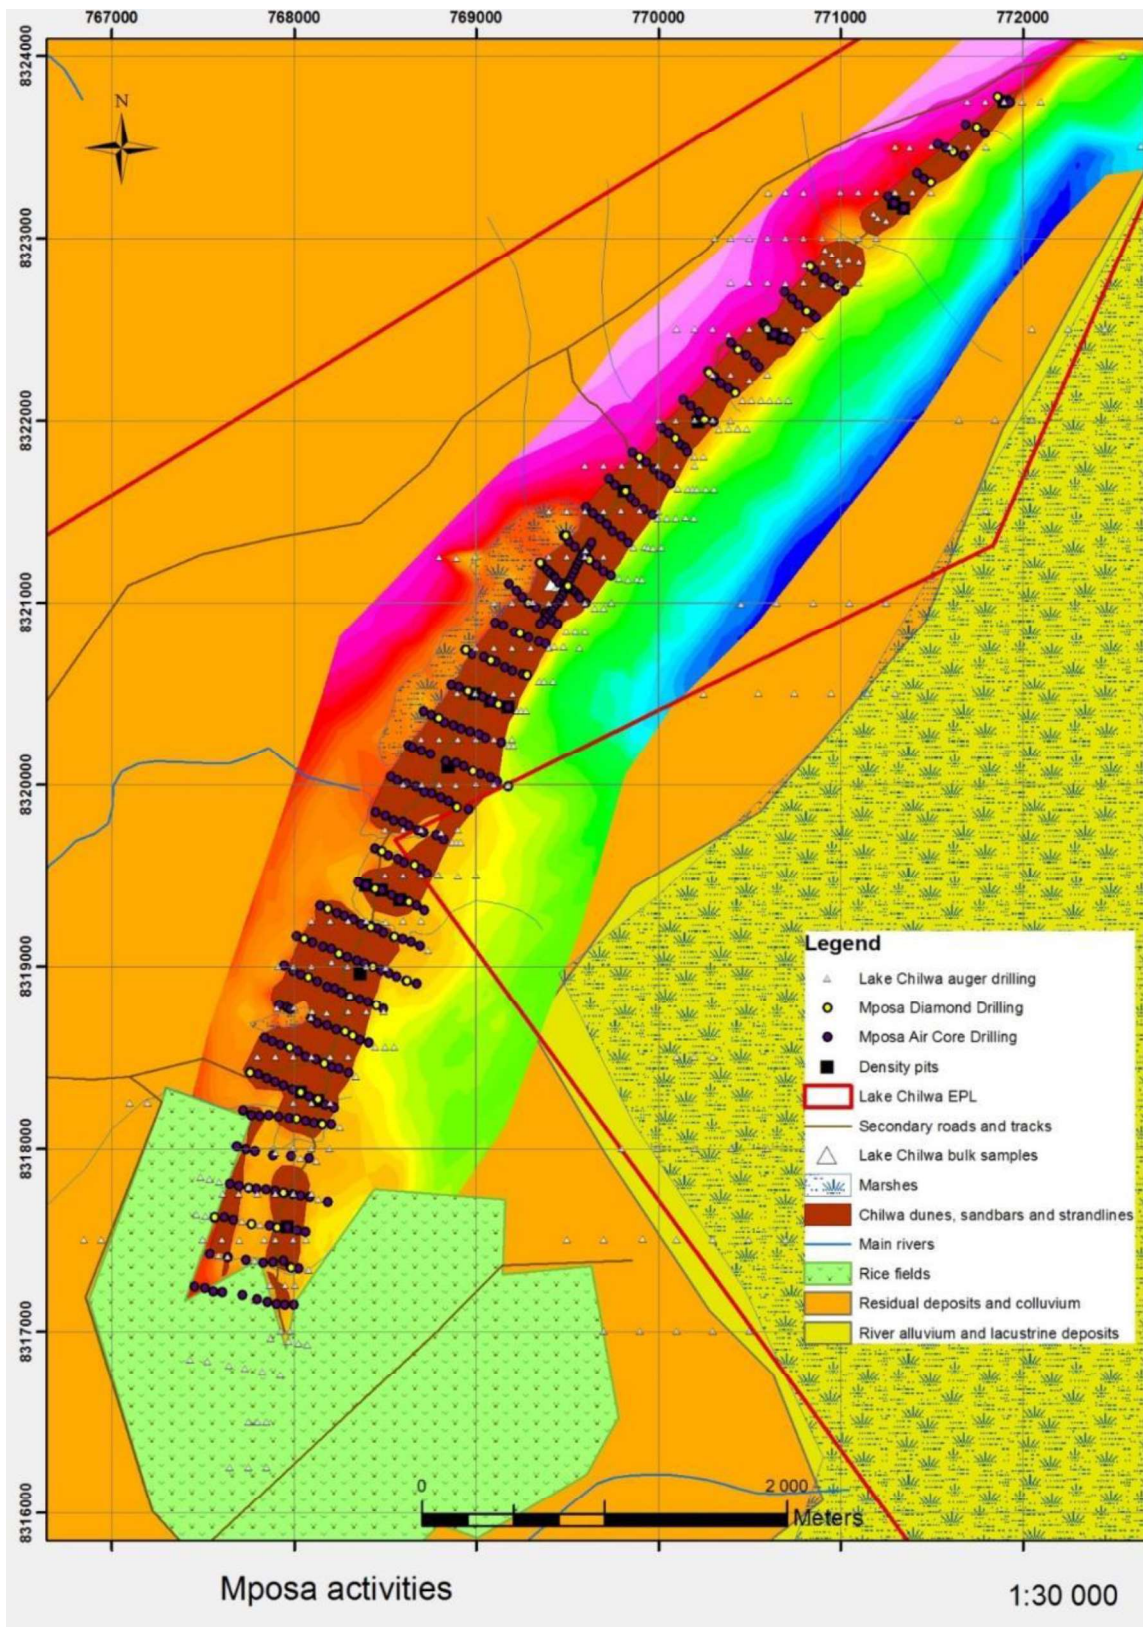 767000 768000 769000 770000 771000 772000
8324000
N
8323000
8322000
8321000
8320000
8319000
Legend
Lake Chilwa auger drilling
Mposa Diamond Drilling
Mposa Air Core Drilling
Density pits
Lake Chilwa EPL
Secondary roads and tracks
8318000
Lake Chilwa bulk samples
Marshes
Chilwa dunes, sandbars and strandlines
Main rivers
Rice fields
Residual deposits and colluvium
8317000
River alluvium and lacustrine deposits
0 2 000
8316000
Meters
Mposa activities 1:30 000